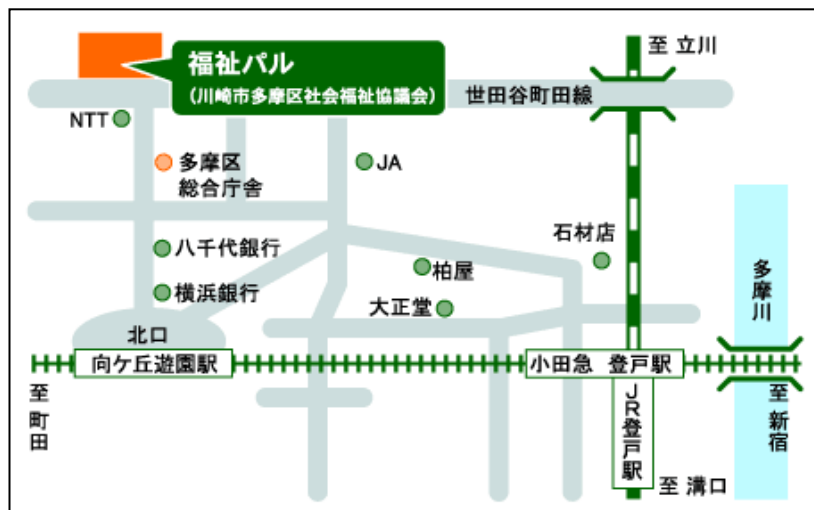 至 立川
福祉パル
(川崎市多摩区社会福祉協議会)
世田谷町田線
NTT
多摩区
総合庁舎
JA
石材店
八千代銀行
柏屋
横浜銀行
大正堂
多摩川
北口
向ケ丘遊園駅
小田急 登戸駅
JR登戸駅
至 町田
至 新宿
至 溝口